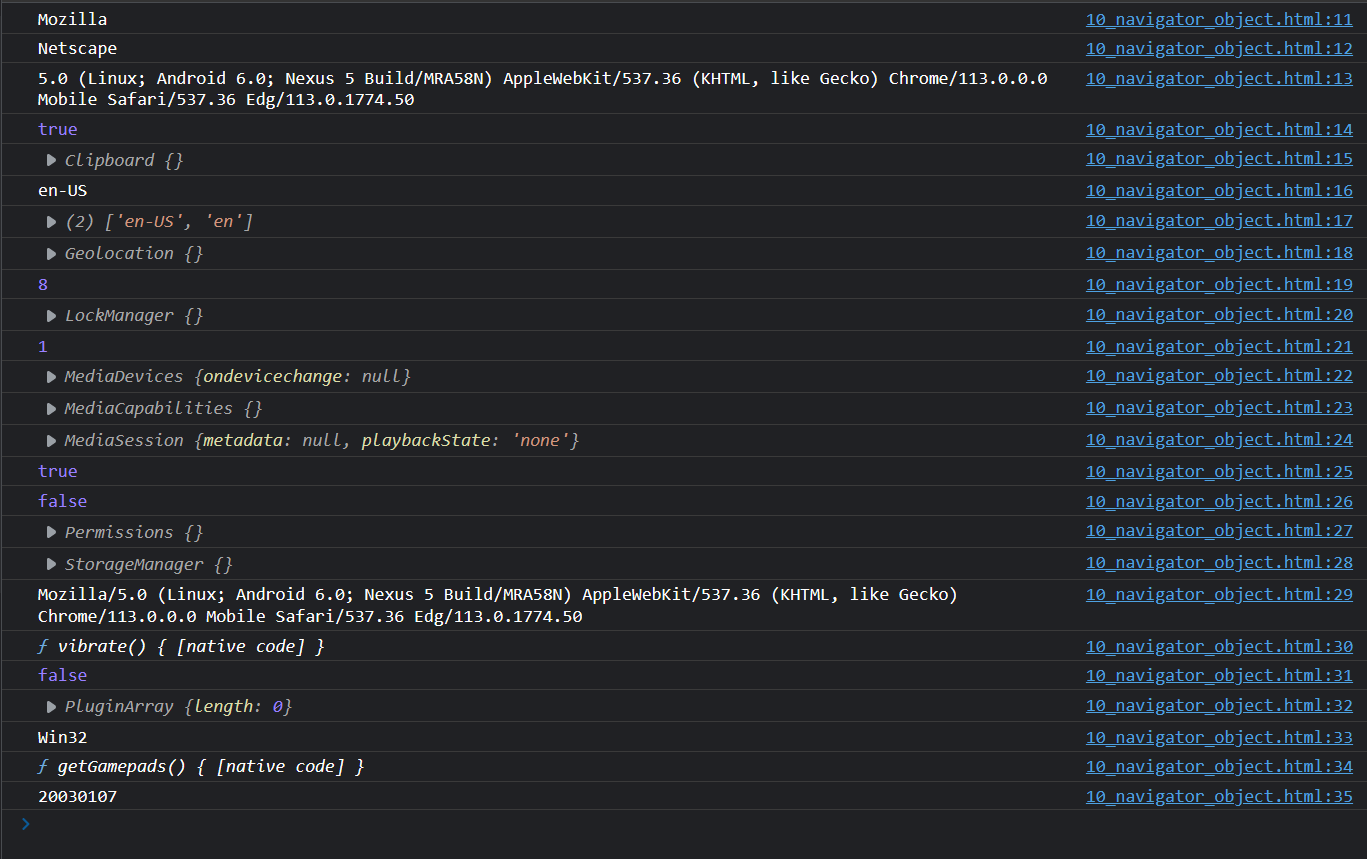 Mozilla 10_navigator_object.html:11
Netscape 10_navigator_object.html:12
5.0 (Linux; Android 6.0; Nexus 5 Build/MRA58N) AppleWebKit/537.36 (KHTML, like Gecko) Chrome/113.0.0.0 10_navigator_object.html:13
Mobile Safari/537.36 Edg/113.0.1774.50
true 10_navigator_object.html:14
▶ Clipboard {} 10_navigator_object.html:15
en-US 10_navigator_object.html:16
▶ (2) ['en-US', 'en'] 10_navigator_object.html:17
▶ Geolocation {} 10_navigator_object.html:18
8 10_navigator_object.html:19
▶ LockManager {} 10_navigator_object.html:20
1 10_navigator_object.html:21
▶ MediaDevices {ondevicechange: null} 10_navigator_object.html:22
▶ MediaCapabilities {} 10_navigator_object.html:23
▶ MediaSession {metadata: null, playbackState: 'none'} 10_navigator_object.html:24
true 10_navigator_object.html:25
false 10_navigator_object.html:26
▶ Permissions {} 10_navigator_object.html:27
▶ StorageManager {} 10_navigator_object.html:28
Mozilla/5.0 (Linux; Android 6.0; Nexus 5 Build/MRA58N) AppleWebKit/537.36 (KHTML, like Gecko) 10_navigator_object.html:29
Chrome/113.0.0.0 Mobile Safari/537.36 Edg/113.0.1774.50
ƒ vibrate() { [native code] } 10_navigator_object.html:30
false 10_navigator_object.html:31
▶ PluginArray {length: 0} 10_navigator_object.html:32
Win32 10_navigator_object.html:33
ƒ getGamepads() { [native code] } 10_navigator_object.html:34
20030107 10_navigator_object.html:35